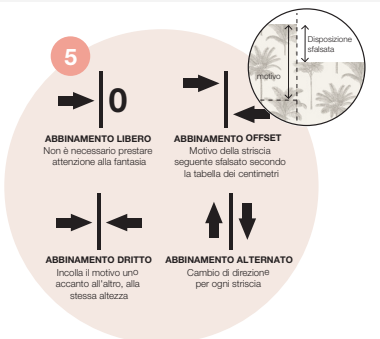 5
Disposizione
sfalsata
motivo
0
ABBINAMENTO LIBERO
Non è necessario prestare
attenzione alla fantasia
ABBINAMENTO OFFSET
Motivo della striscia
seguente sfalsato secondo
la tabella dei centimetri
ABBINAMENTO DRITTO
Incolla il motivo uno
accanto all'altro, alla
stessa altezza
ABBINAMENTO ALTERNATO
Cambio di direzione
per ogni striscia